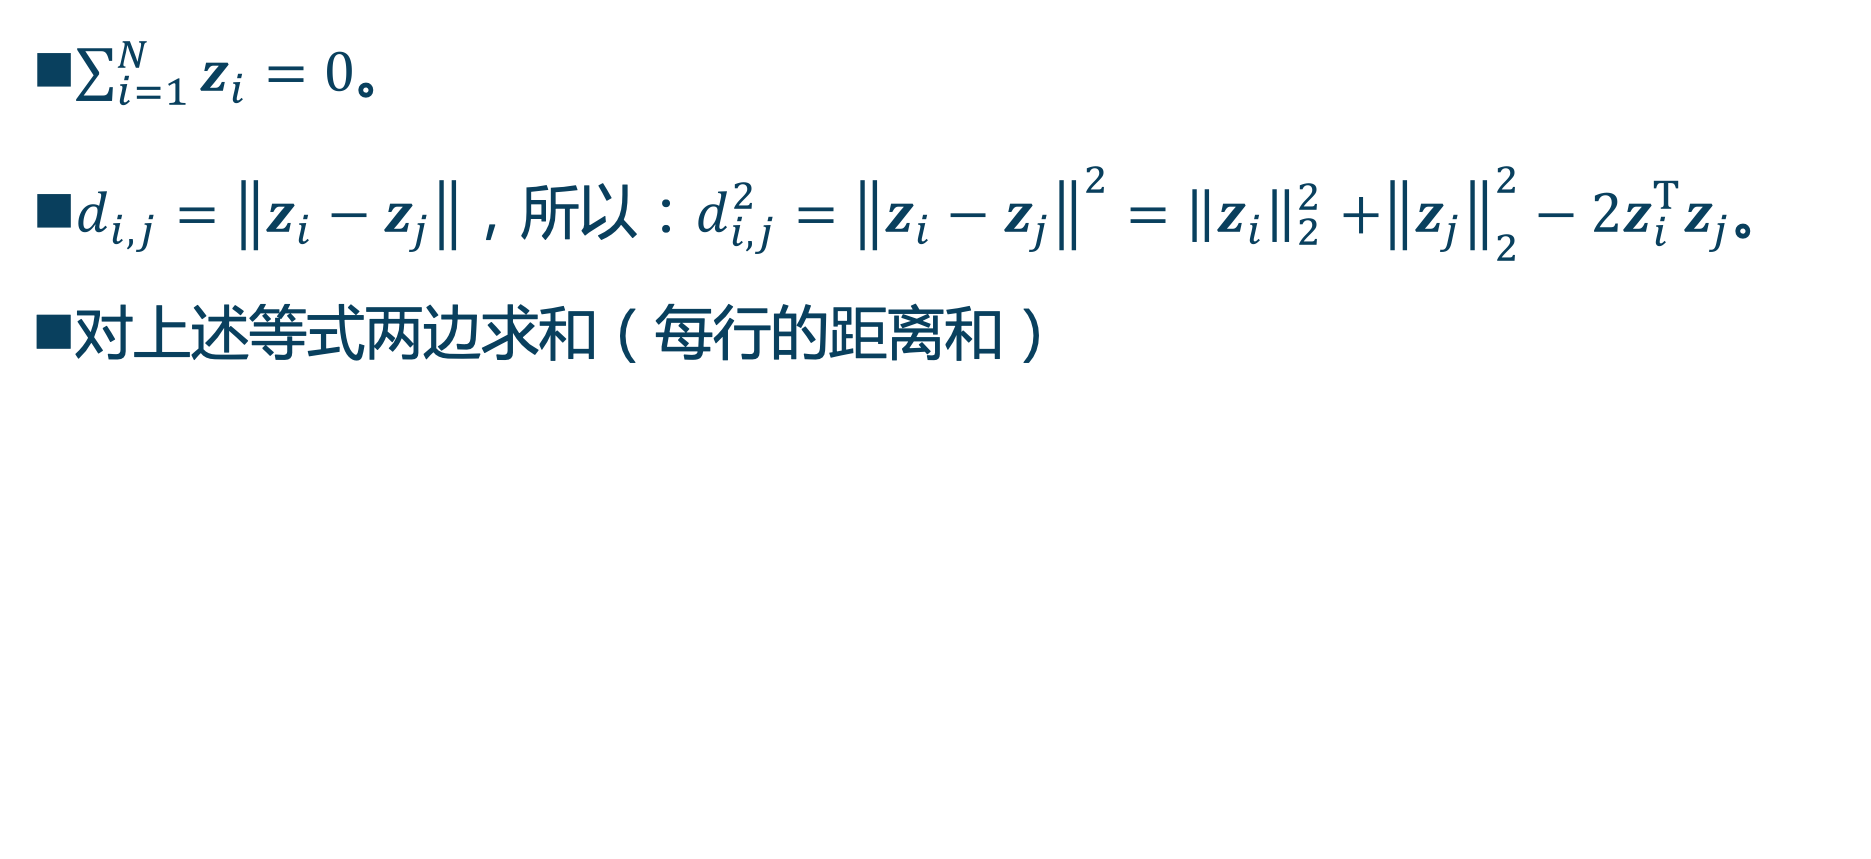 ■∑_{i=1}^{N} 𝒛_i = 0。
■d_{i,j} = ‖𝒛_i − 𝒛_j‖，所以：d_{i,j}^2 = ‖𝒛_i − 𝒛_j‖^2 = ‖𝒛_i‖_2^2 +‖𝒛_j‖_2^2 − 2𝒛_i^T 𝒛_j。
■对上述等式两边求和（每行的距离和）